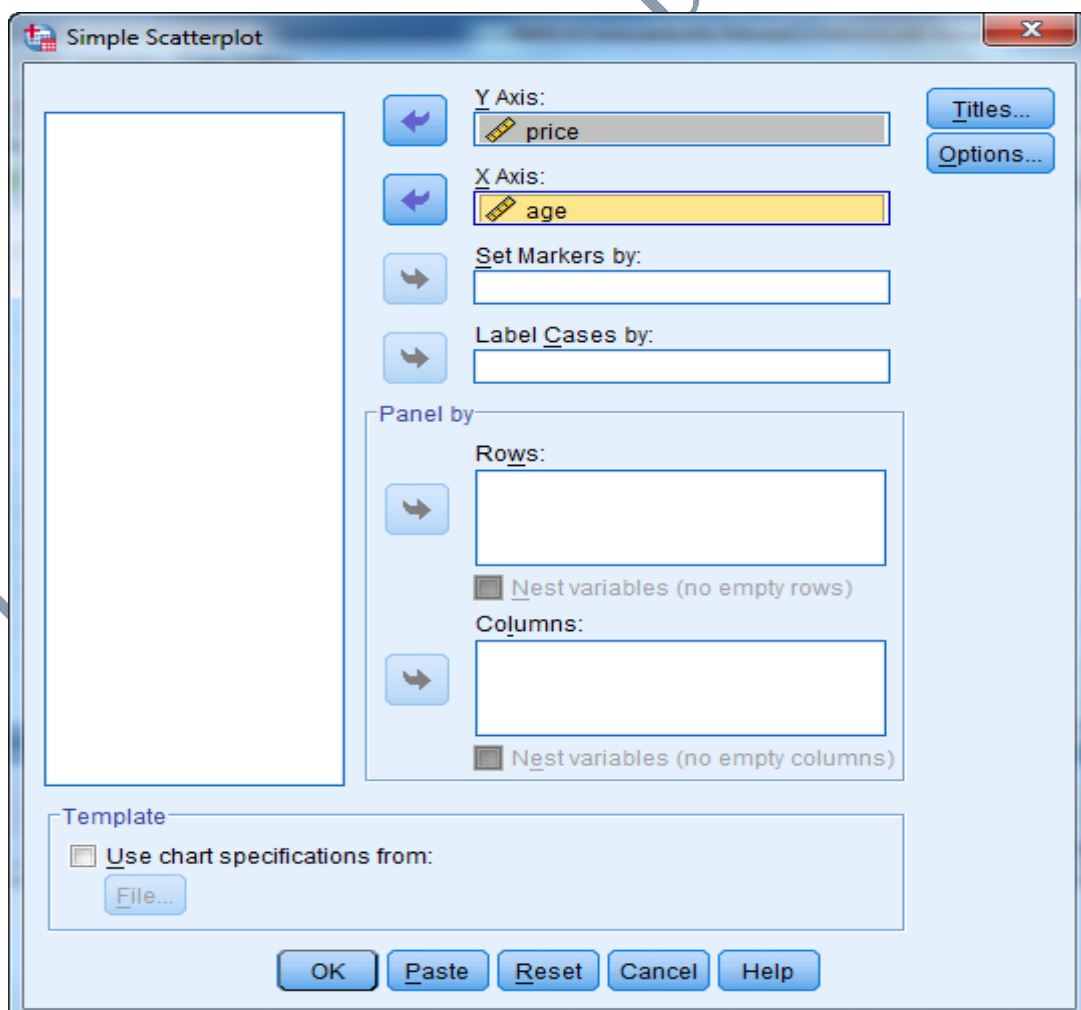 Simple Scatterplot
Y Axis:
price
Titles...
Options...
X Axis:
age
Set Markers by:
Label Cases by:
Panel by
Rows:
Nest variables (no empty rows)
Columns:
Nest variables (no empty columns)
Template
Use chart specifications from:
File...
OK Paste Reset Cancel Help